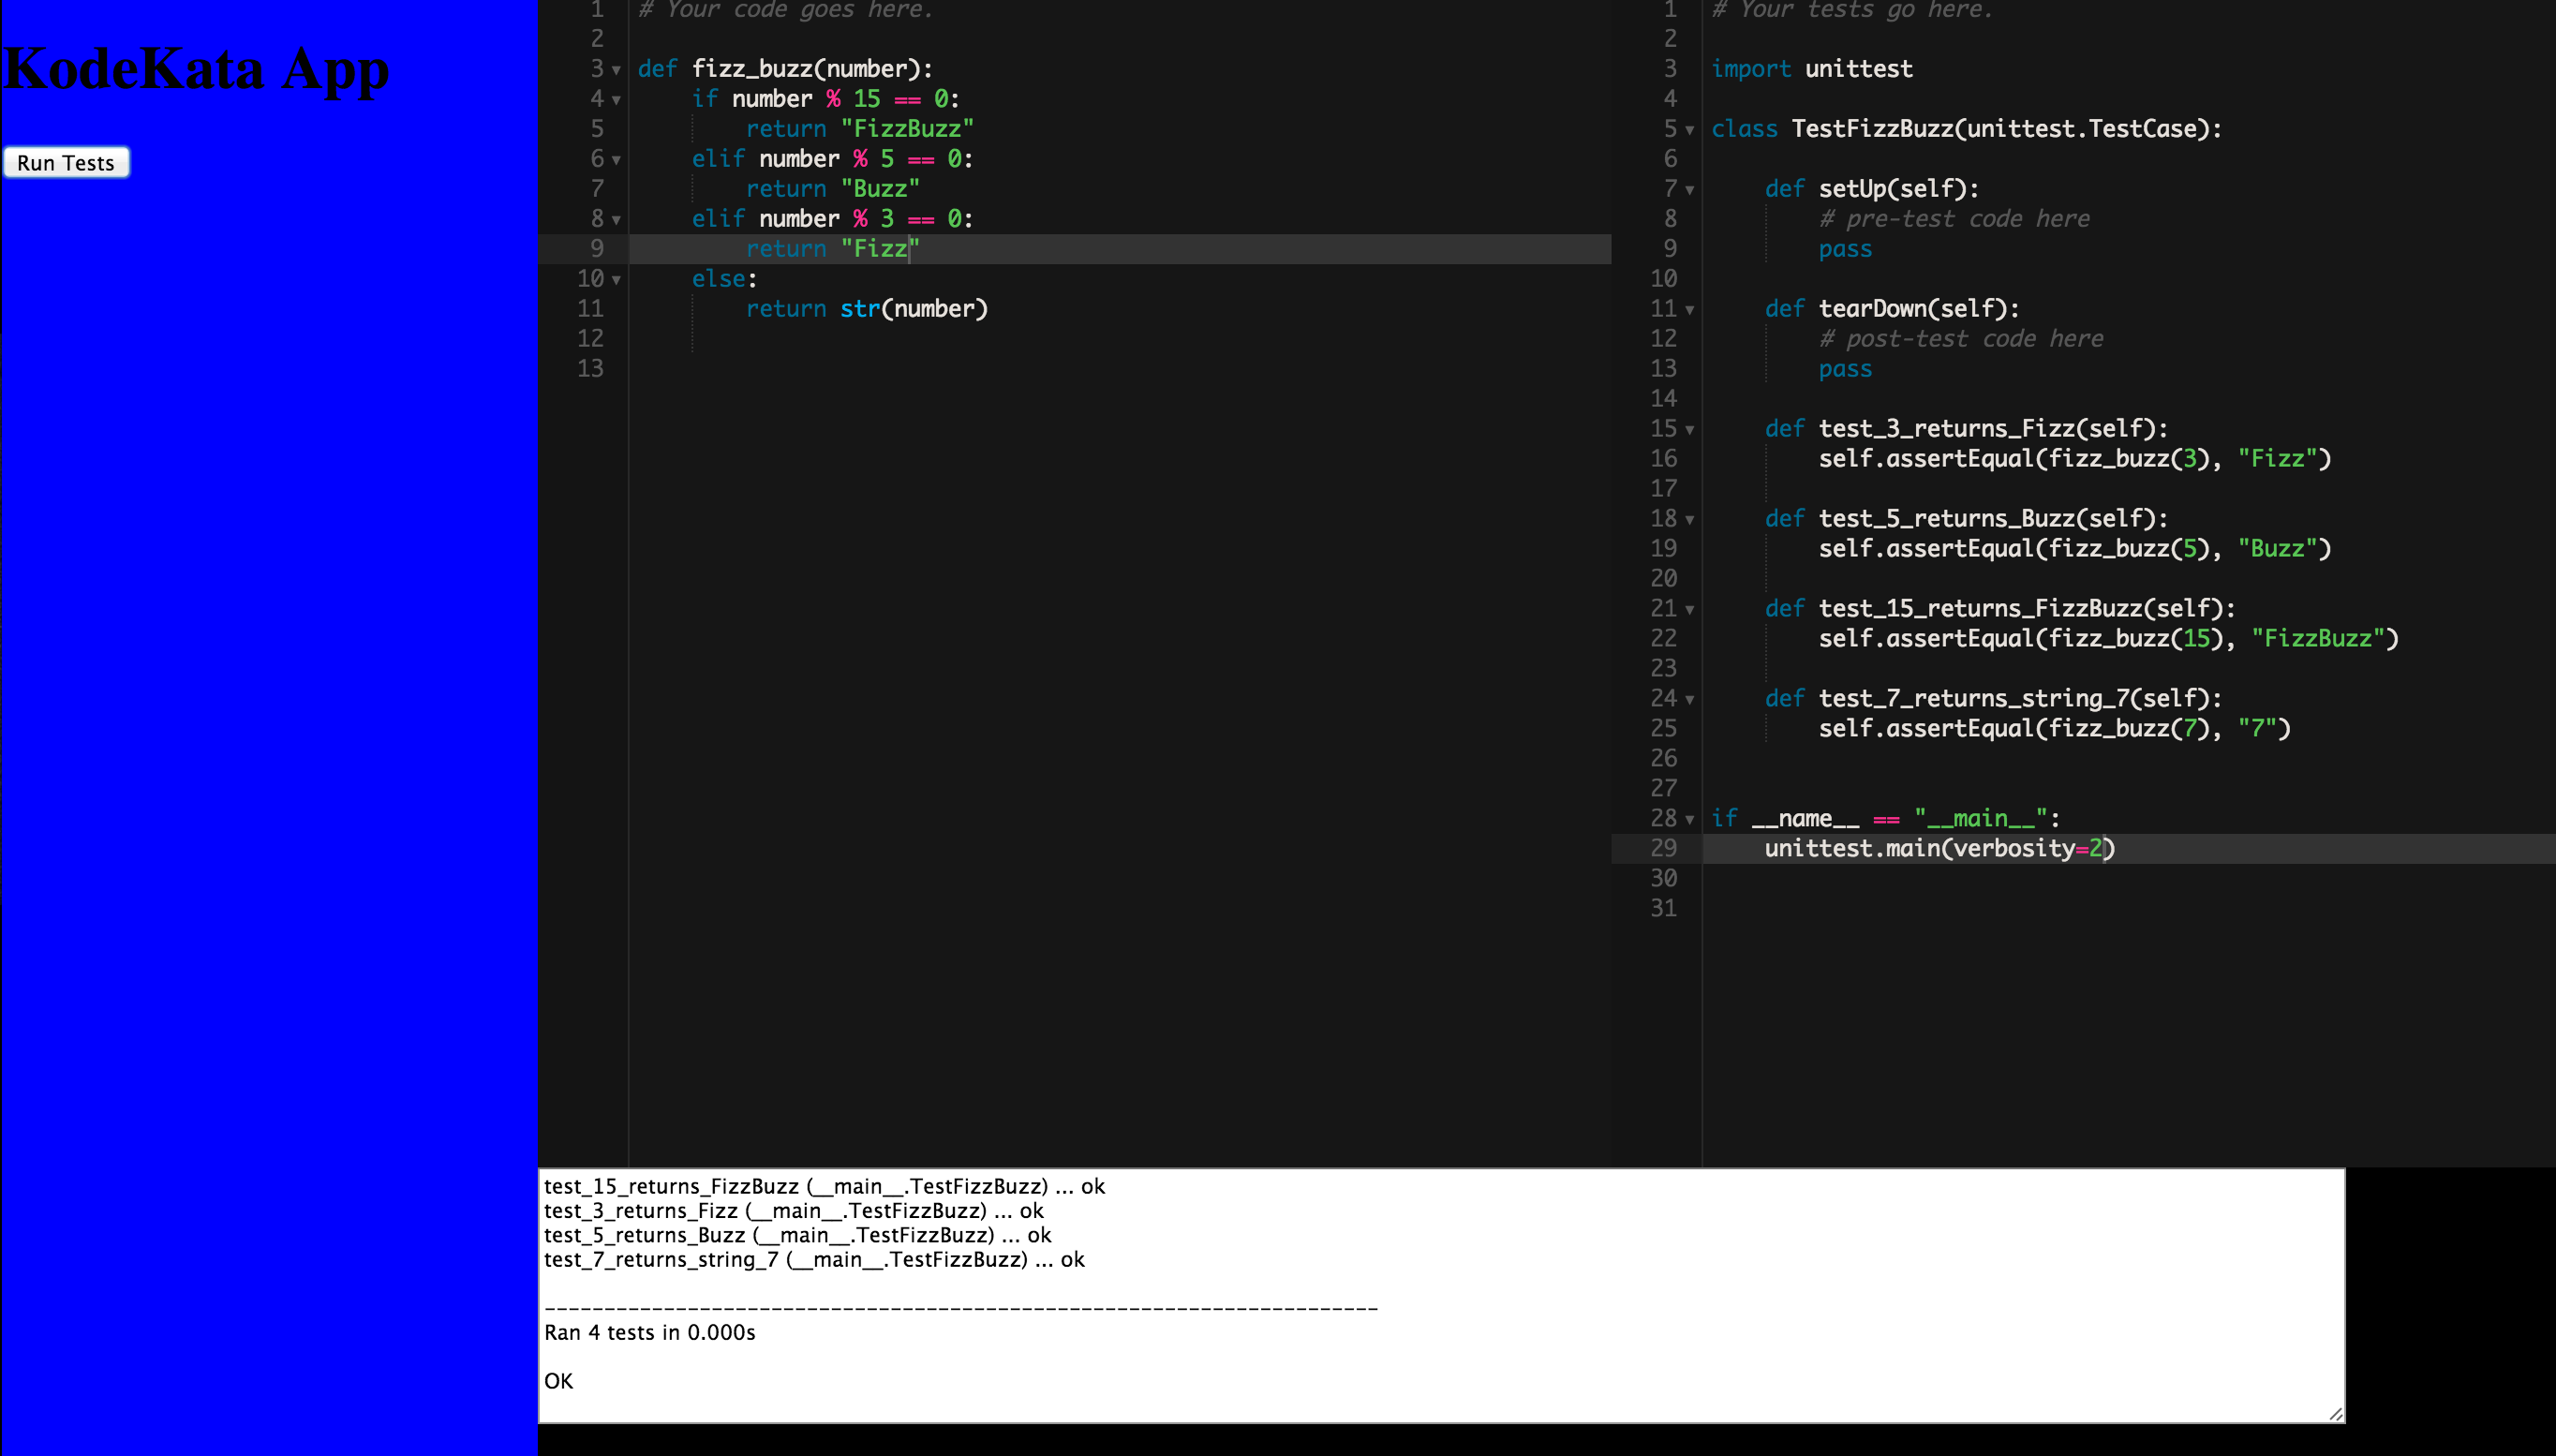 KodeKata App
Run Tests
1 # Your code goes here.
2
3 def fizz_buzz(number):
4     if number % 15 == 0:
5         return "FizzBuzz"
6     elif number % 5 == 0:
7         return "Buzz"
8     elif number % 3 == 0:
9         return "Fizz"
10     else:
11         return str(number)
12
13
1 # Your tests go here.
2
3 import unittest
4
5 class TestFizzBuzz(unittest.TestCase):
6
7     def setUp(self):
8         # pre-test code here
9         pass
10
11     def tearDown(self):
12         # post-test code here
13         pass
14
15     def test_3_returns_Fizz(self):
16         self.assertEqual(fizz_buzz(3), "Fizz")
17
18     def test_5_returns_Buzz(self):
19         self.assertEqual(fizz_buzz(5), "Buzz")
20
21     def test_15_returns_FizzBuzz(self):
22         self.assertEqual(fizz_buzz(15), "FizzBuzz")
23
24     def test_7_returns_string_7(self):
25         self.assertEqual(fizz_buzz(7), "7")
26
27
28 if __name__ == "__main__":
29     unittest.main(verbosity=2)
30
31
test_15_returns_FizzBuzz (__main__.TestFizzBuzz) ... ok
test_3_returns_Fizz (__main__.TestFizzBuzz) ... ok
test_5_returns_Buzz (__main__.TestFizzBuzz) ... ok
test_7_returns_string_7 (__main__.TestFizzBuzz) ... ok
----------------------------------------------------------------------
Ran 4 tests in 0.000s
OK